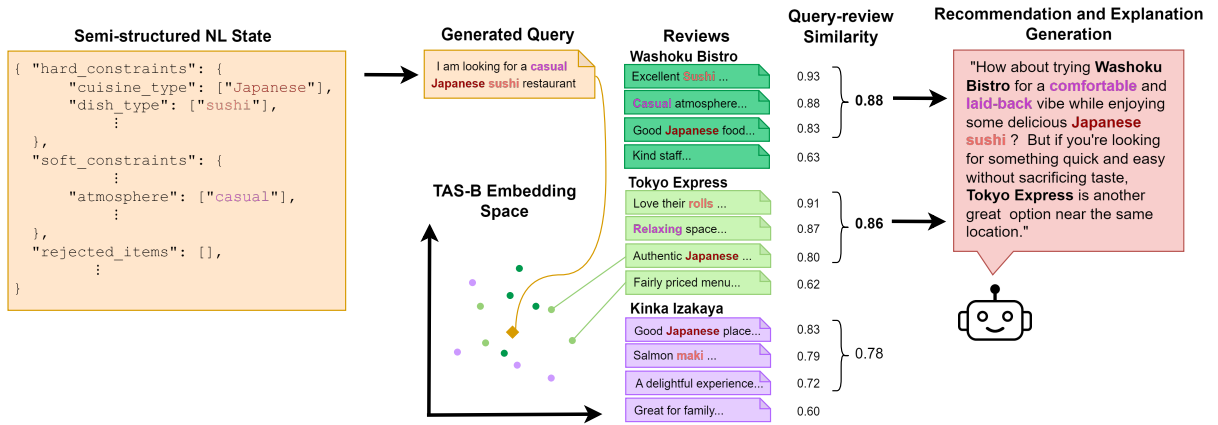 Semi-structured NL State
{ "hard_constraints": {
"cuisine_type": ["Japanese"],
"dish_type": ["sushi"],
⋮
},
"soft_constraints": {
⋮
"atmosphere": ["casual"],
⋮
},
"rejected_items": [],
⋮
}
Generated Query
I am looking for a casual
Japanese sushi restaurant
TAS-B Embedding
Space
Reviews
Query-review
Similarity
Washoku Bistro
Excellent Sushi ...
0.93
Casual atmosphere...
0.88
Good Japanese food...
0.83
Kind staff...
0.63
0.88
Tokyo Express
Love their rolls ...
0.91
Relaxing space...
0.87
Authentic Japanese ...
0.80
Fairly priced menu...
0.62
0.86
Kinka Izakaya
Good Japanese place...
0.83
Salmon maki ...
0.79
A delightful experience...
0.72
Great for family...
0.60
0.78
Recommendation and Explanation
Generation
"How about trying Washoku
Bistro for a comfortable and
laid-back vibe while enjoying
some delicious Japanese
sushi ? But if you're looking
for something quick and easy
without sacrificing taste,
Tokyo Express is another
great option near the same
location."